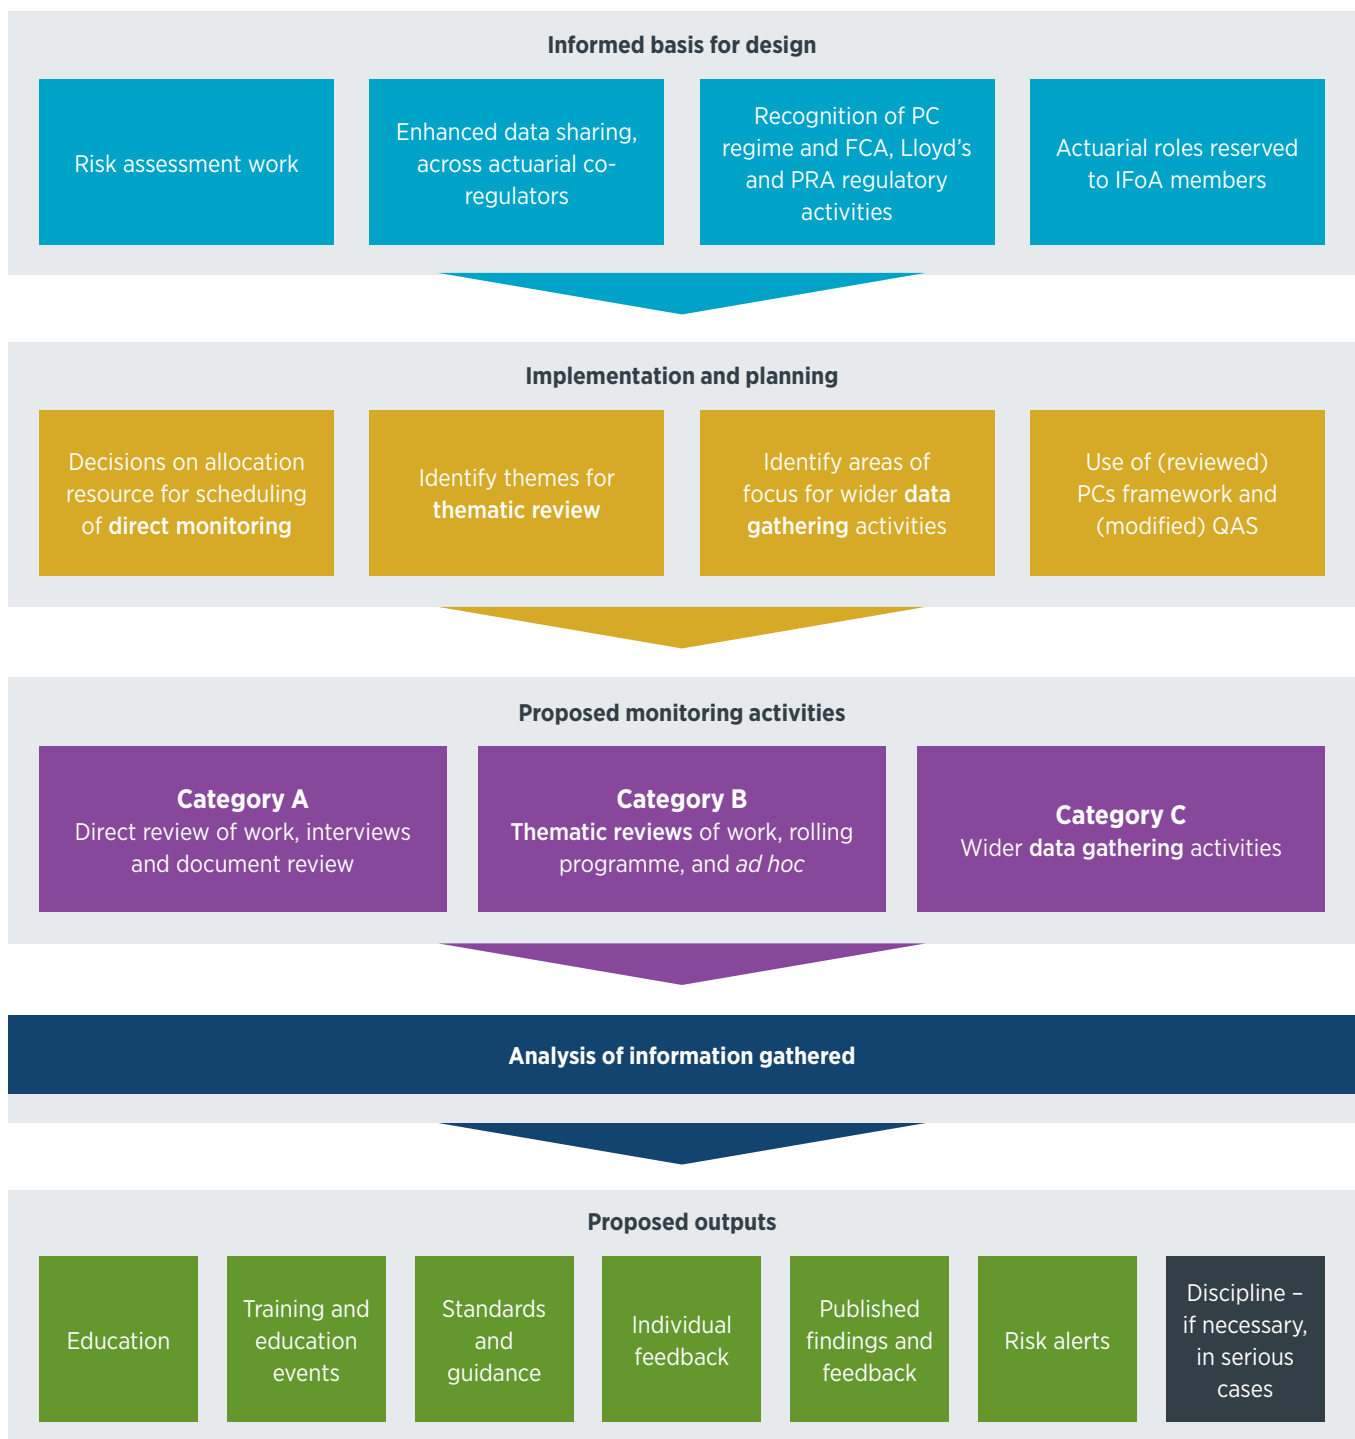 Informed basis for design
Risk assessment work
Enhanced data sharing,
across actuarial co-
regulators
Recognition of PC
regime and FCA, Lloyd’s
and PRA regulatory
activities
Actuarial roles reserved
to IFoA members
Implementation and planning
Decisions on allocation
resource for scheduling
of direct monitoring
Identify themes for
thematic review
Identify areas of
focus for wider data
gathering activities
Use of (reviewed)
PCs framework and
(modified) QAS
Proposed monitoring activities
Category A
Direct review of work, interviews
and document review
Category B
Thematic reviews of work, rolling
programme, and ad hoc
Category C
Wider data gathering activities
Analysis of information gathered
Proposed outputs
Education
Training and
education
events
Standards
and
guidance
Individual
feedback
Published
findings and
feedback
Risk alerts
Discipline –
if necessary,
in serious
cases